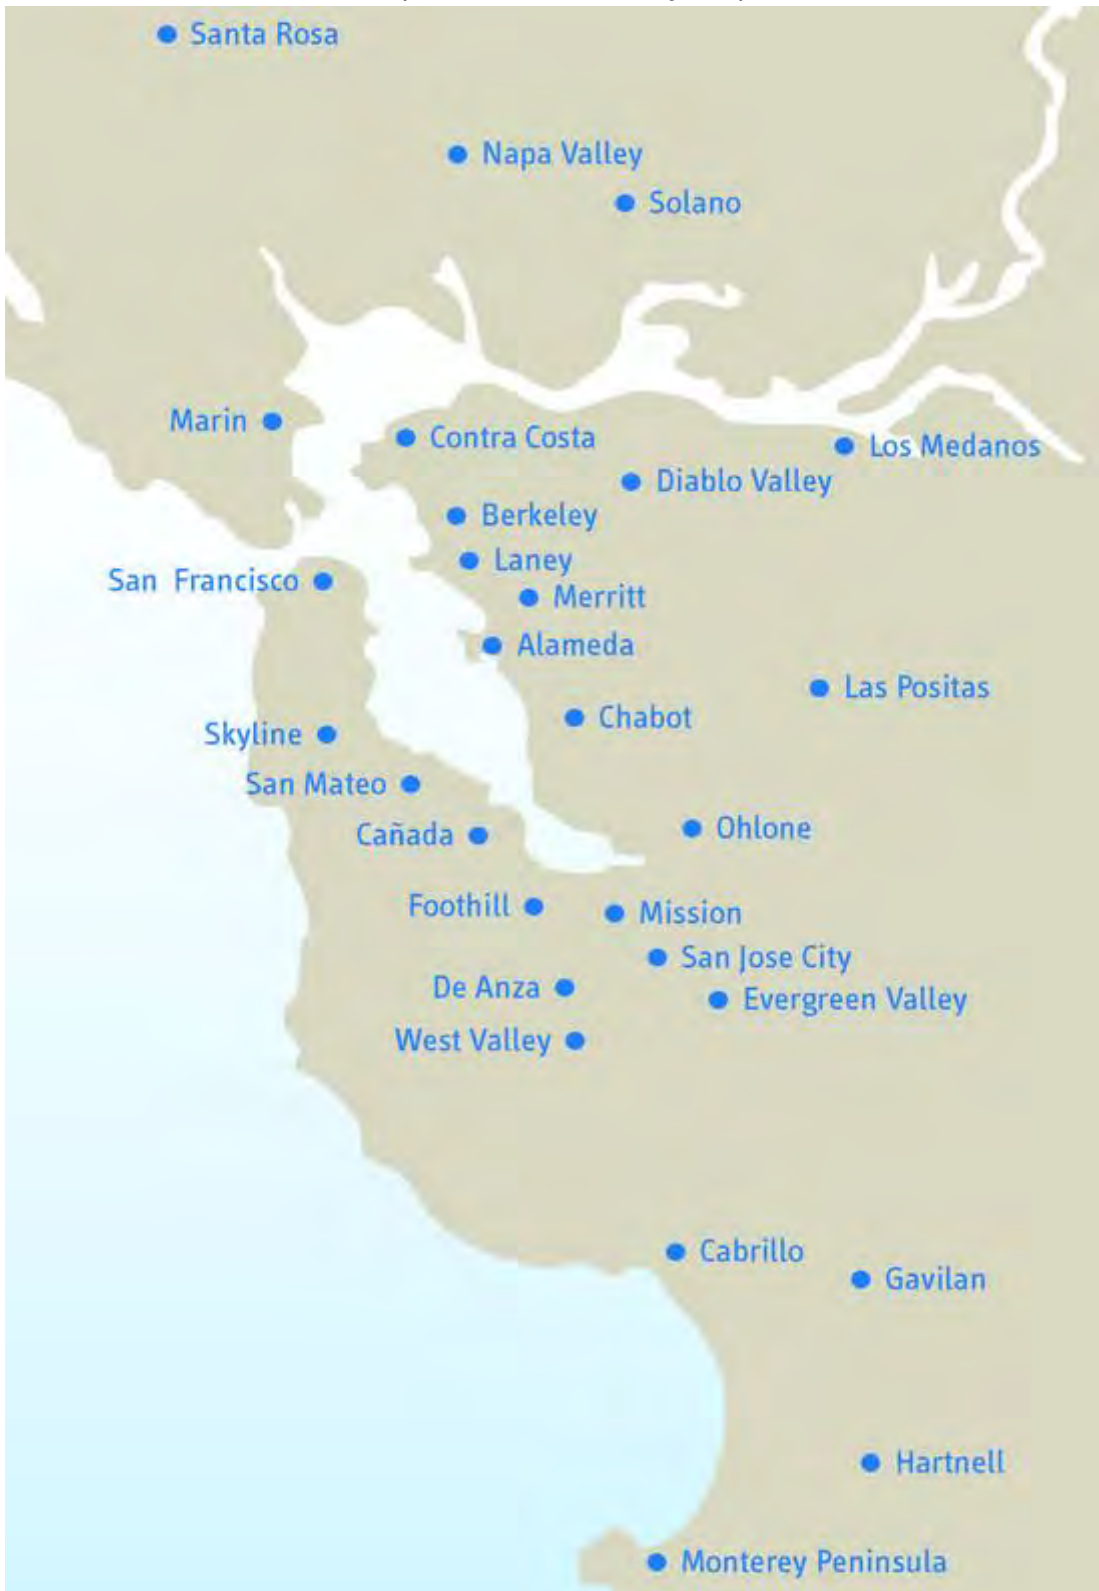 Santa Rosa
Napa Valley
Solano
Marin
Contra Costa
Los Medanos
Diablo Valley
Berkeley
Laney
San Francisco
Merritt
Alameda
Las Positas
Chabot
Skyline
San Mateo
Ohlone
Cañada
Foothill
Mission
San Jose City
De Anza
Evergreen Valley
West Valley
Cabrillo
Gavilan
Hartnell
Monterey Peninsula